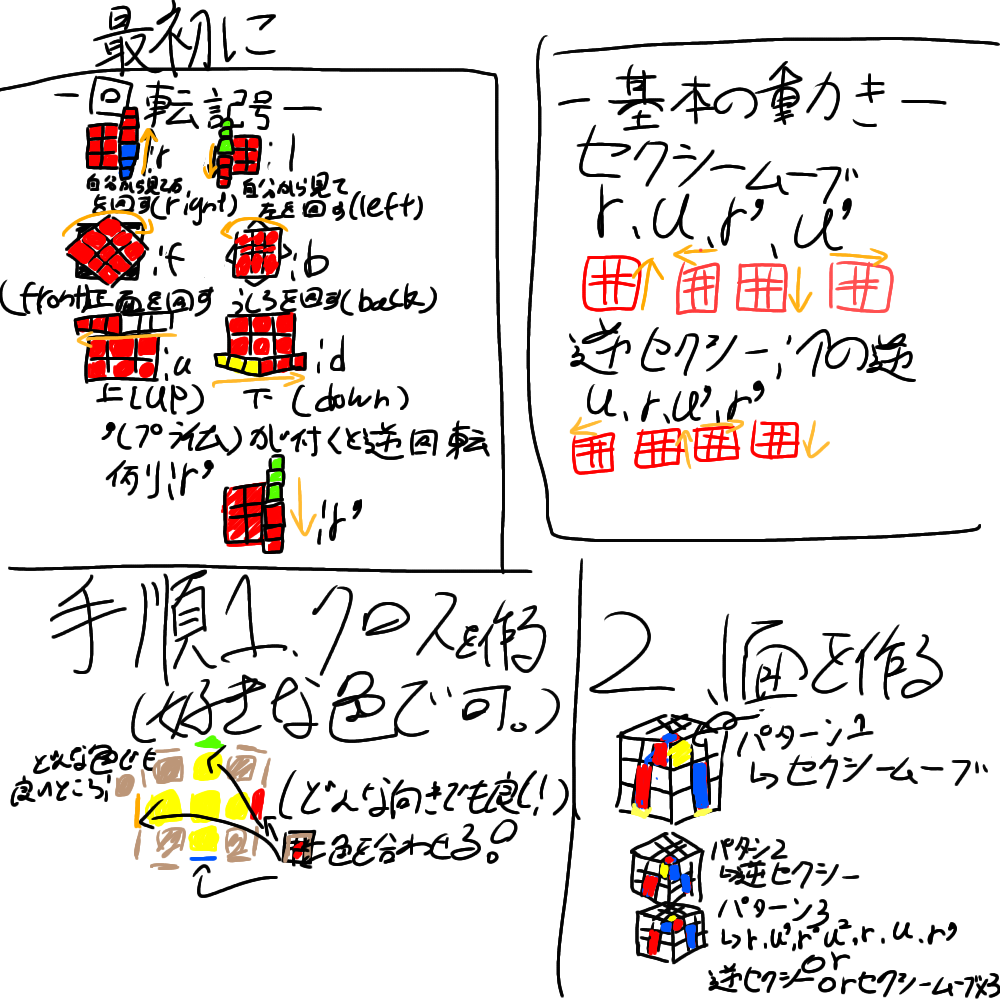 最初に
ー回転記号ー
:r
:l
自分から見て右
を回す(right)
自分から見て
左を回す(left)
:f
:b
(front)正面を回す
うしろを回す(back)
:u
:d
上(up)
下(down)
’(プライム)が付くと逆回転
例り:r’
:r’
ー基本の動きー
セクシームーブ
r,u,r’,u’
逆セクシー:↑の逆
u,r,u’,r’
手順1、クロスを作る
(好きな色で可。)
どんな色でも
良いところ:
(どんな向きでも良し!)
色を合わせる。
2、1面を作る
パターン1
↳セクシームーブ
パタン2
↳逆セクシー
パターン3
↳r,u’,r’u²,r,u,r’
or
逆セクシーorセクシームーブ×3